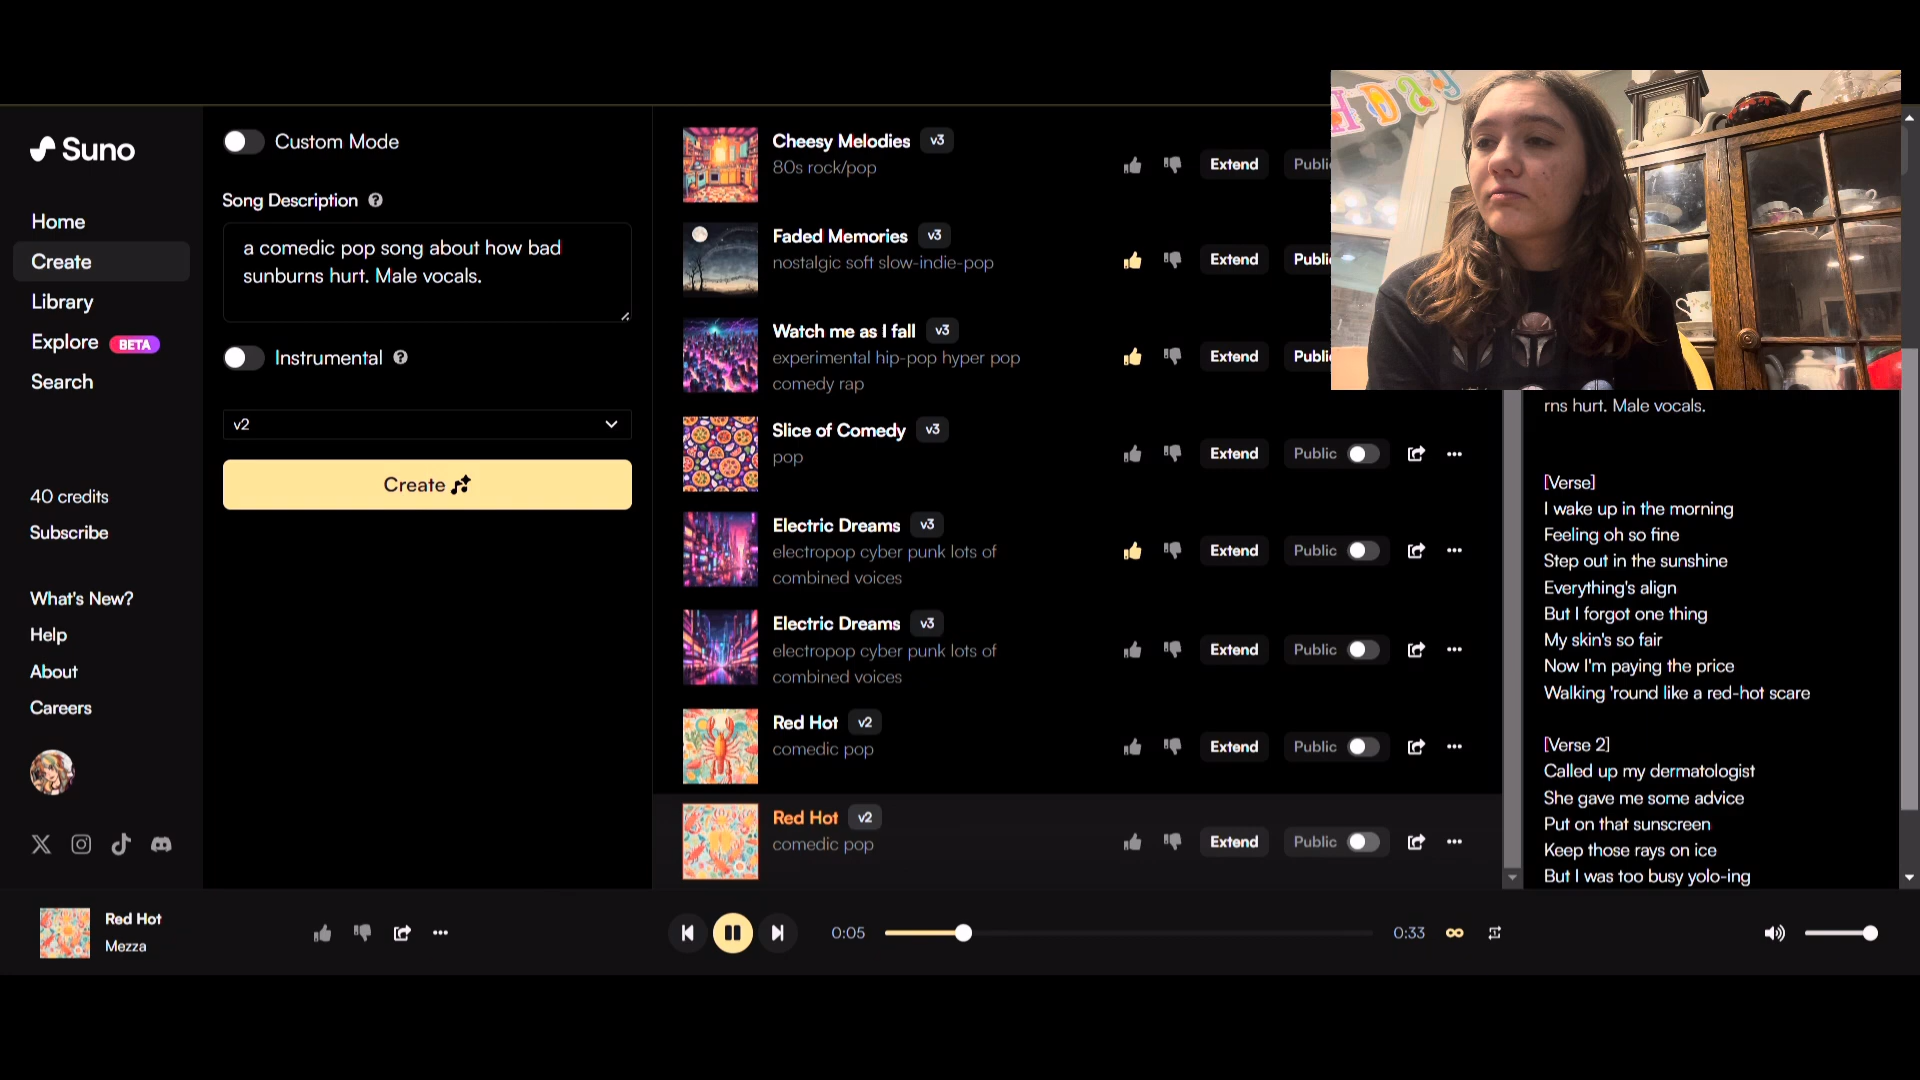 Suno
Home
Create
Library
Explore BETA
Search
40 credits
Subscribe
What's New?
Help
About
Careers
Custom Mode
Song Description
a comedic pop song about how bad
sunburns hurt. Male vocals.
Instrumental
v2
Create
Cheesy Melodies v3
80s rock/pop
Extend Public
Faded Memories v3
nostalgic soft slow-indie-pop
Extend
Watch me as I fall v3
experimental hip-pop hyper pop
comedy rap
Extend
Slice of Comedy v3
pop
Extend Public
Electric Dreams v3
electropop cyber punk lots of
combined voices
Extend Public
Electric Dreams v3
electropop cyber punk lots of
combined voices
Extend Public
Red Hot v2
comedic pop
Extend Public
Red Hot v2
comedic pop
Extend Public
H Day
rns hurt. Male vocals.
[Verse]
I wake up in the morning
Feeling oh so fine
Step out in the sunshine
Everything's align
But I forgot one thing
My skin's so fair
Now I'm paying the price
Walking 'round like a red-hot scare
[Verse 2]
Called up my dermatologist
She gave me some advice
Put on that sunscreen
Keep those rays on ice
But I was too busy yolo-ing
Red Hot
Mezza
0:05
0:33